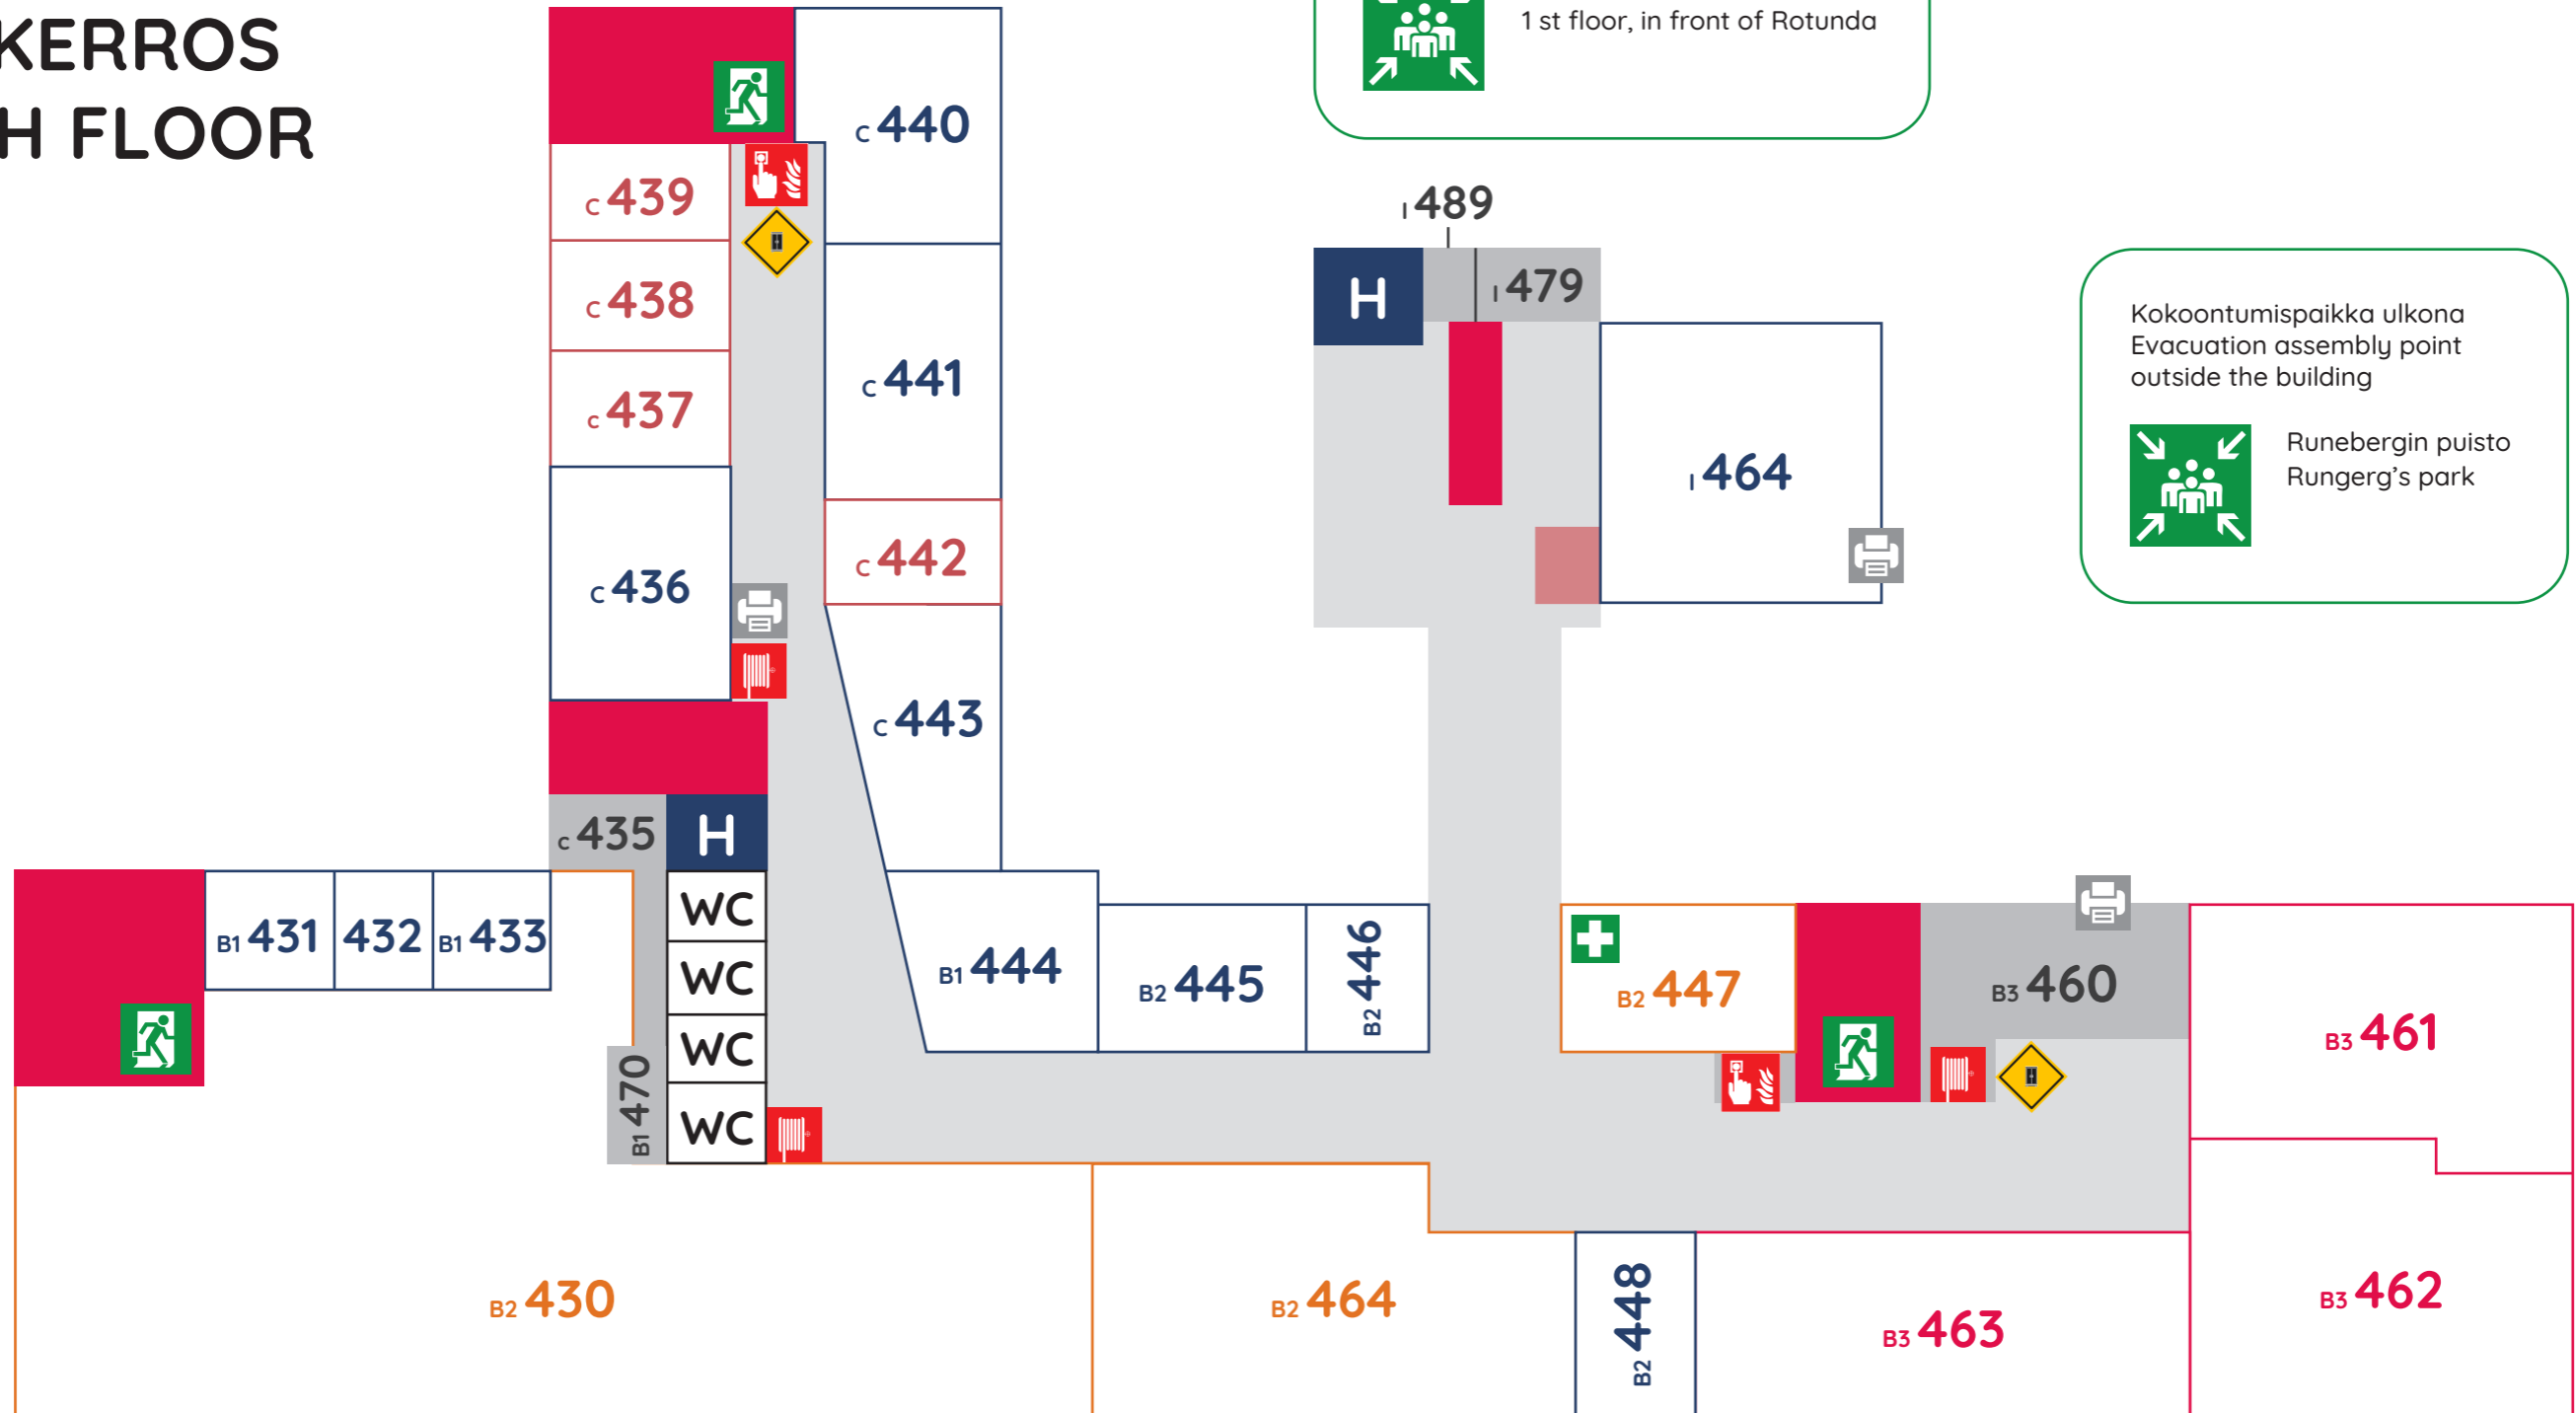 KERROS
H FLOOR
1 st floor, in front of Rotunda
C 440
C 439
C 438
C 437
C 436
C 441
C 442
C 443
I 489
H
I 479
I 464
Kokoontumispaikka ulkona
Evacuation assembly point
outside the building
Runebergin puisto
Rungerg’s park
C 435
H
B1 431
432
B1 433
WC
WC
WC
WC
B1 470
B1 444
B2 445
B2 446
B2 447
B3 460
B3 461
B2 430
B2 464
B2 448
B3 463
B3 462